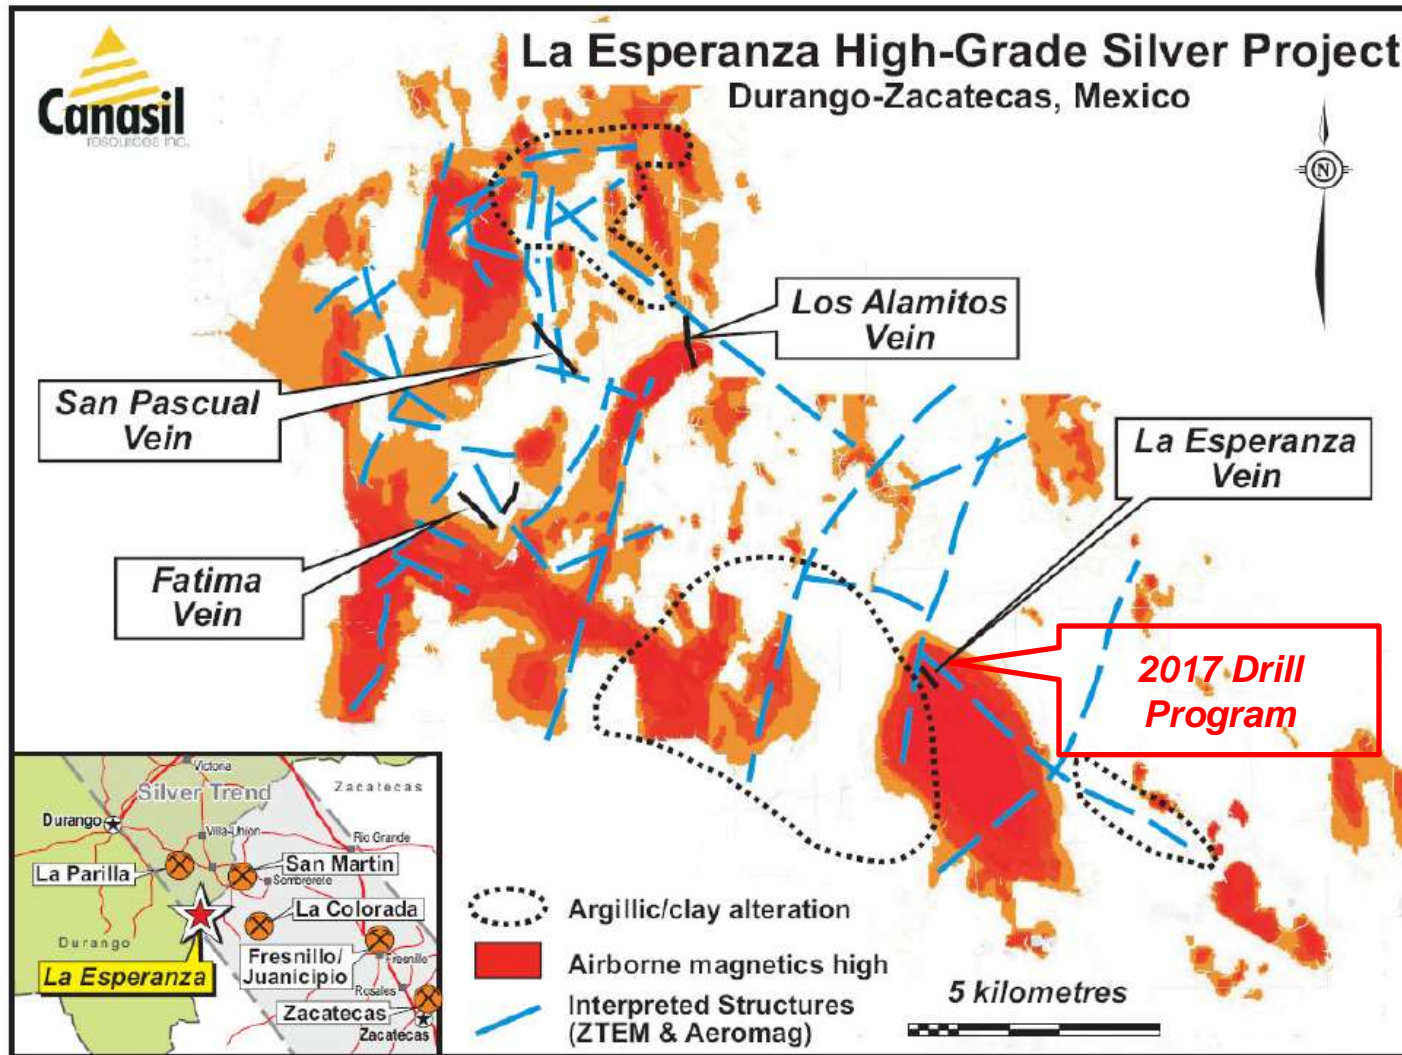 La Esperanza High-Grade Silver Project
Durango-Zacatecas, Mexico
Canasil
resources inc.
N
Los Alamitos
Vein
San Pascual
Vein
La Esperanza
Vein
Fatima
Vein
2017 Drill
Program
Victoria
Silver Trend
Zacatecas
Durango
Villa-Union
Rio Grande
La Parilla
San Martin
Sombrerete
La Colorada
Durango
Fresnillo/
Juanicipio
Fresnillo
La Esperanza
Rosales
Zacatecas
Zacatecas
Argillic/clay alteration
Airborne magnetics high
Interpreted Structures
(ZTEM & Aeromag)
5 kilometres